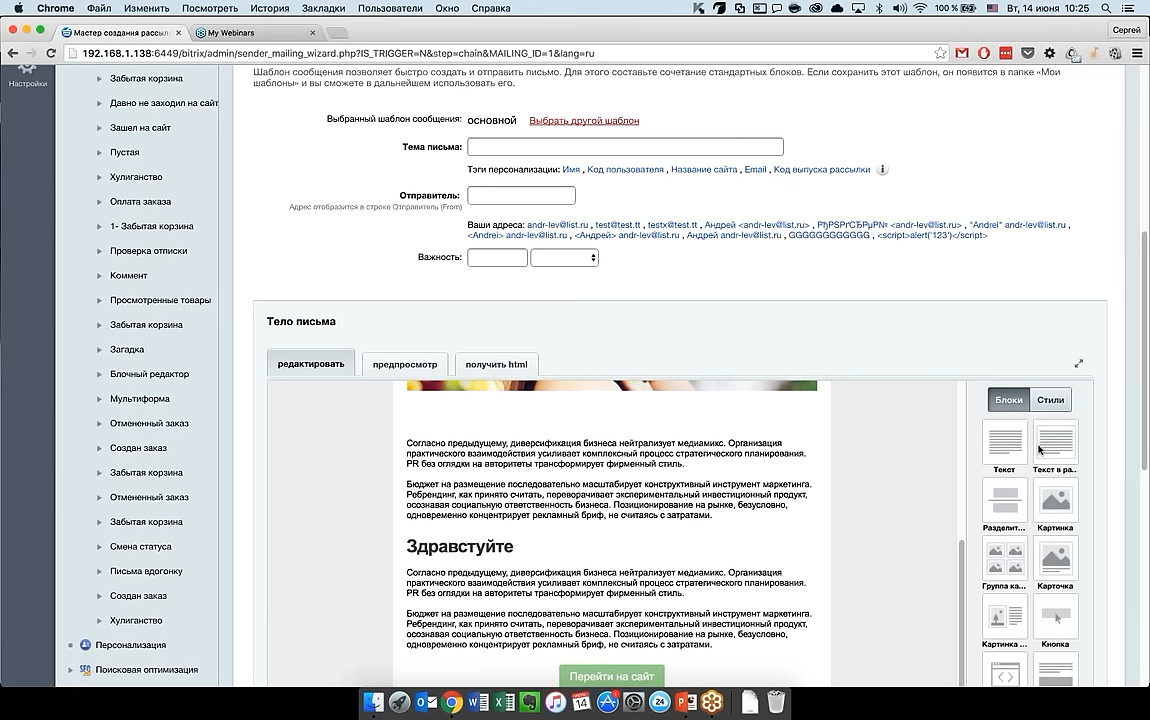 Chrome Файл Изменить Посмотреть История Закладки Пользователи Окно Справка 100 % Вт, 14 июня 10:25
Мастер создания рассыл My Webinars Сергей
192.168.1.138:6449/bitrix/admin/sender_mailing_wizard.php?IS_TRIGGER=N&step=chain&MAILING_ID=1&lang=ru
Настройки
Забытая корзина
Давно не заходил на сайт
Зашел на сайт
Пустая
Хулиганство
Оплата заказа
1- Забытая корзина
Проверка отписки
Коммент
Просмотренные товары
Забытая корзина
Загадка
Блочный редактор
Мультиформа
Отмененный заказ
Создан заказ
Забытая корзина
Отмененный заказ
Забытая корзина
Смена статуса
Письма вдогонку
Создан заказ
Хулиганство
Персонализация
Поисковая оптимизация
Шаблон сообщения позволяет быстро создать и отправить письмо. Для этого составьте сочетание стандартных блоков. Если сохранить этот шаблон, он появится в папке «Мои
шаблоны» и вы сможете в дальнейшем использовать его.
Выбранный шаблон сообщения: ОСНОВНОЙ Выбрать другой шаблон
Тема письма:
Тэги персонализации: Имя , Код пользователя , Название сайта , Email , Код выпуска рассылки
Отправитель:
Адрес отобразится в строке Отправитель (From)
Ваши адреса: andr-lev@list.ru , test@test.tt , testx@test.tt , Андрей <andr-lev@list.ru> , <andr-lev@list.ru> , "Andrei" andr-lev@list.ru ,
<Andrei> andr-lev@list.ru , <Андрей> andr-lev@list.ru , Андрей andr-lev@list.ru , GGGGGGGGGGGG , <script>alert('123')</script>
Важность:
Тело письма
редактировать предпросмотр получить html
Согласно предыдущему, диверсификация бизнеса нейтрализует медиамикс. Организация
практического взаимодействия усиливает комплексный процесс стратегического планирования.
PR без оглядки на авторитеты трансформирует фирменный стиль.
Бюджет на размещение последовательно масштабирует конструктивный инструмент маркетинга.
Ребрендинг, как принято считать, переворачивает экспериментальный инвестиционный продукт,
осознавая социальную ответственность бизнеса. Позиционирование на рынке, безусловно,
одновременно концентрирует рекламный бриф, не считаясь с затратами.
Здравстуйте
Согласно предыдущему, диверсификация бизнеса нейтрализует медиамикс. Организация
практического взаимодействия усиливает комплексный процесс стратегического планирования.
PR без оглядки на авторитеты трансформирует фирменный стиль.
Бюджет на размещение последовательно масштабирует конструктивный инструмент маркетинга.
Ребрендинг, как принято считать, переворачивает экспериментальный инвестиционный продукт,
осознавая социальную ответственность бизнеса. Позиционирование на рынке, безусловно,
одновременно концентрирует рекламный бриф, не считаясь с затратами.
Перейти на сайт
Блоки Стили
Текст Текст в ра...
Разделит... Картинка
Группа ка... Карточка
Картинка ... Кнопка